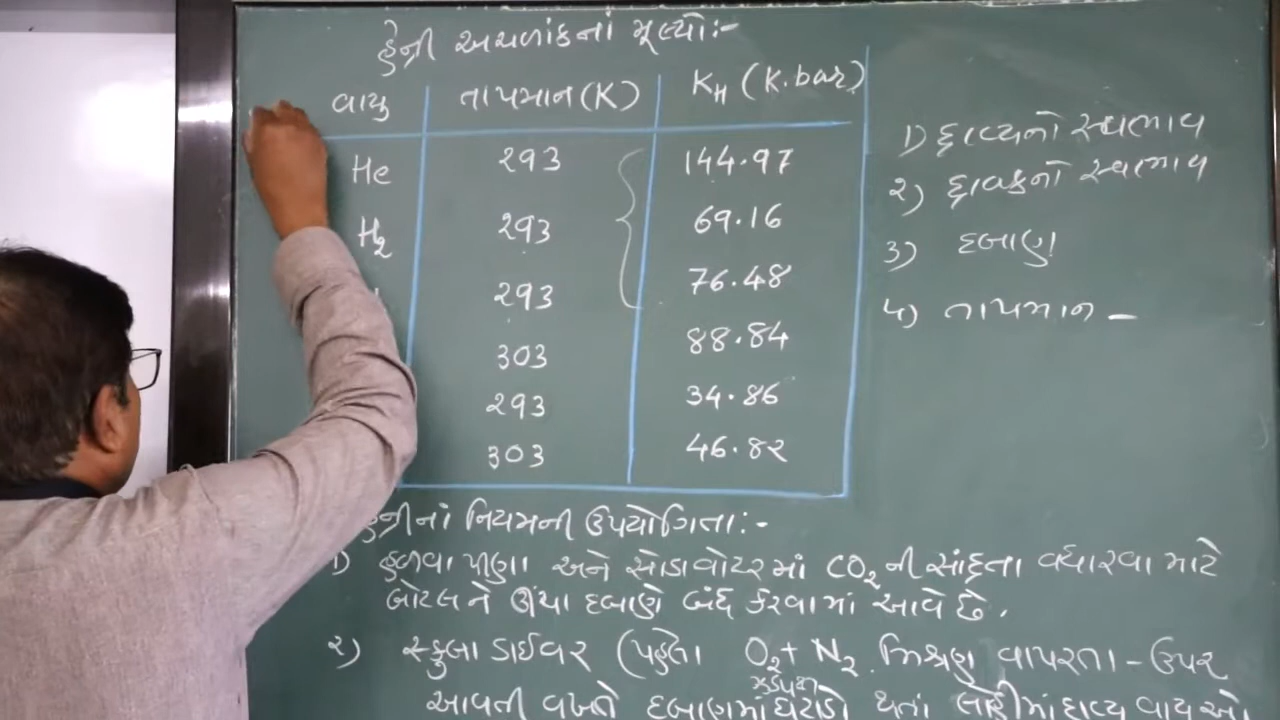 હેન્રી અચળાંકનાં મૂલ્યો:-
વાયુ તાપમાન (K) KH (K.bar)
He 293 144.97
H2 293 69.16
293 76.48
303 88.84
293 34.86
303 46.82
1) દ્રાવ્યનો સ્વભાવ
2) દ્રાવકનો સ્વભાવ
3) દબાણ
4) તાપમાન -
હેન્રીનાં નિયમની ઉપયોગિતા:-
1) હળવા પીણા અને સોડાવોટરમાં CO2 ની સાંદ્રતા વધારવા માટે
બોટલને ઊંચા દબાણે બંદ કરવામાં આવે છે.
2) સ્કુબા ડાઈવર (પહેલા O2 + N2 મિશ્રણ વાપરતા - ઉપર
આવતી વખતે દબાણમાં ઘટાડો થતાં લોહીમાં દ્રાવ્ય વાયુઓ